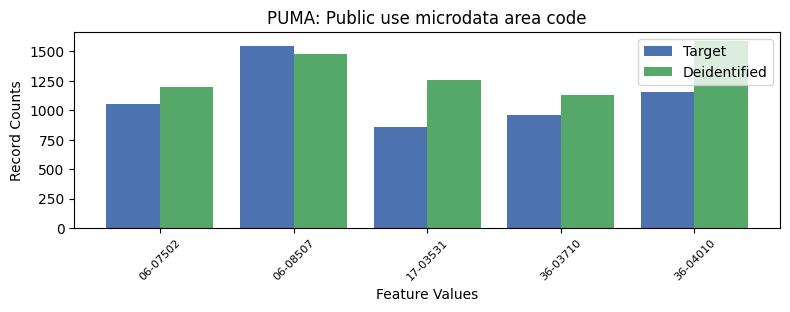 PUMA: Public use microdata area code
Record Counts
1500
1250
1000
750
500
250
0
Target
Deidentified
06-07502
06-08507
17-03531
36-03710
36-04010
Feature Values